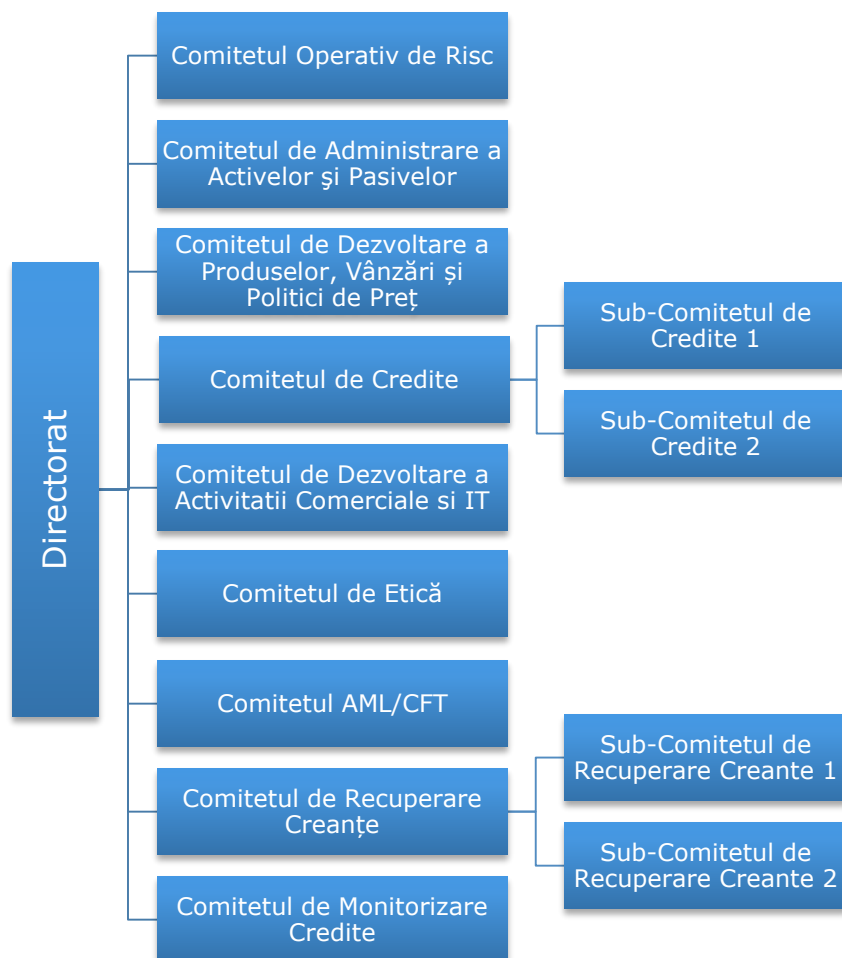 Directorat
Comitetul Operativ de Risc
Comitetul de Administrare a
Activelor şi Pasivelor
Comitetul de Dezvoltare a
Produselor, Vânzări și
Politici de Preț
Comitetul de Credite
Sub-Comitetul de
Credite 1
Sub-Comitetul de
Credite 2
Comitetul de Dezvoltare a
Activitatii Comerciale si IT
Comitetul de Etică
Comitetul AML/CFT
Comitetul de Recuperare
Creanțe
Sub-Comitetul de
Recuperare Creante 1
Sub-Comitetul de
Recuperare Creante 2
Comitetul de Monitorizare
Credite